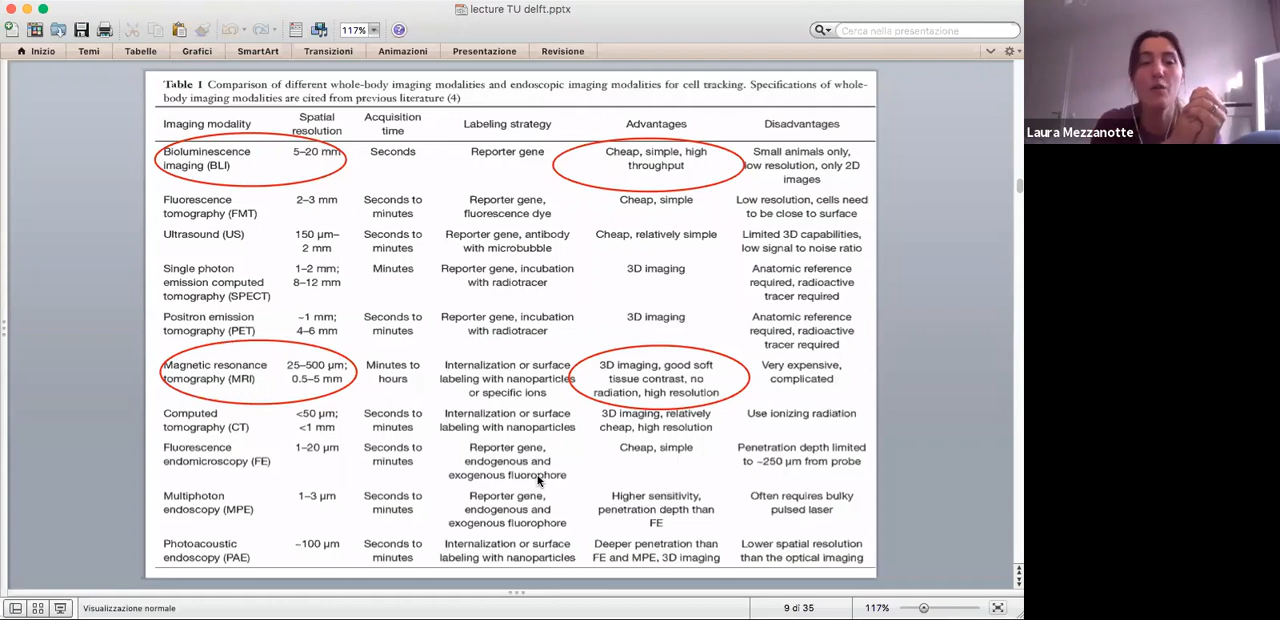 lecture TU delft.pptx
117%
Cerca nella presentazione
Inizio Temi Tabelle Grafici SmartArt Transizioni Animazioni Presentazione Revisione
Laura Mezzanotte
Table 1 Comparison of different whole-body imaging modalities and endoscopic imaging modalities for cell tracking. Specifications of whole-
body imaging modalities are cited from previous literature (4)
Imaging modality Spatial resolution Acquisition time Labeling strategy Advantages Disadvantages
Bioluminescence imaging (BLI) 5–20 mm Seconds Reporter gene Cheap, simple, high throughput Small animals only, low resolution, only 2D images
Fluorescence tomography (FMT) 2–3 mm Seconds to minutes Reporter gene, fluorescence dye Cheap, simple Low resolution, cells need to be close to surface
Ultrasound (US) 150 µm–2 mm Seconds to minutes Reporter gene, antibody with microbubble Cheap, relatively simple Limited 3D capabilities, low signal to noise ratio
Single photon emission computed tomography (SPECT) 1–2 mm; 8–12 mm Minutes Reporter gene, incubation with radiotracer 3D imaging Anatomic reference required, radioactive tracer required
Positron emission tomography (PET) ~1 mm; 4–6 mm Seconds to minutes Reporter gene, incubation with radiotracer 3D imaging Anatomic reference required, radioactive tracer required
Magnetic resonance tomography (MRI) 25–500 µm; 0.5–5 mm Minutes to hours Internalization or surface labeling with nanoparticles or specific ions 3D imaging, good soft tissue contrast, no radiation, high resolution Very expensive, complicated
Computed tomography (CT) <50 µm; <1 mm Seconds to minutes Internalization or surface labeling with nanoparticles 3D imaging, relatively cheap, high resolution Use ionizing radiation
Fluorescence endomicroscopy (FE) 1–20 µm Seconds to minutes Reporter gene, endogenous and exogenous fluorophore Cheap, simple Penetration depth limited to ~250 µm from probe
Multiphoton endoscopy (MPE) 1–3 µm Seconds to minutes Reporter gene, endogenous and exogenous fluorophore Higher sensitivity, penetration depth than FE Often requires bulky pulsed laser
Photoacoustic endoscopy (PAE) ~100 µm Seconds to minutes Internalization or surface labeling with nanoparticles Deeper penetration than FE and MPE, 3D imaging Lower spatial resolution than the optical imaging
Visualizzazione normale 9 di 35 117%